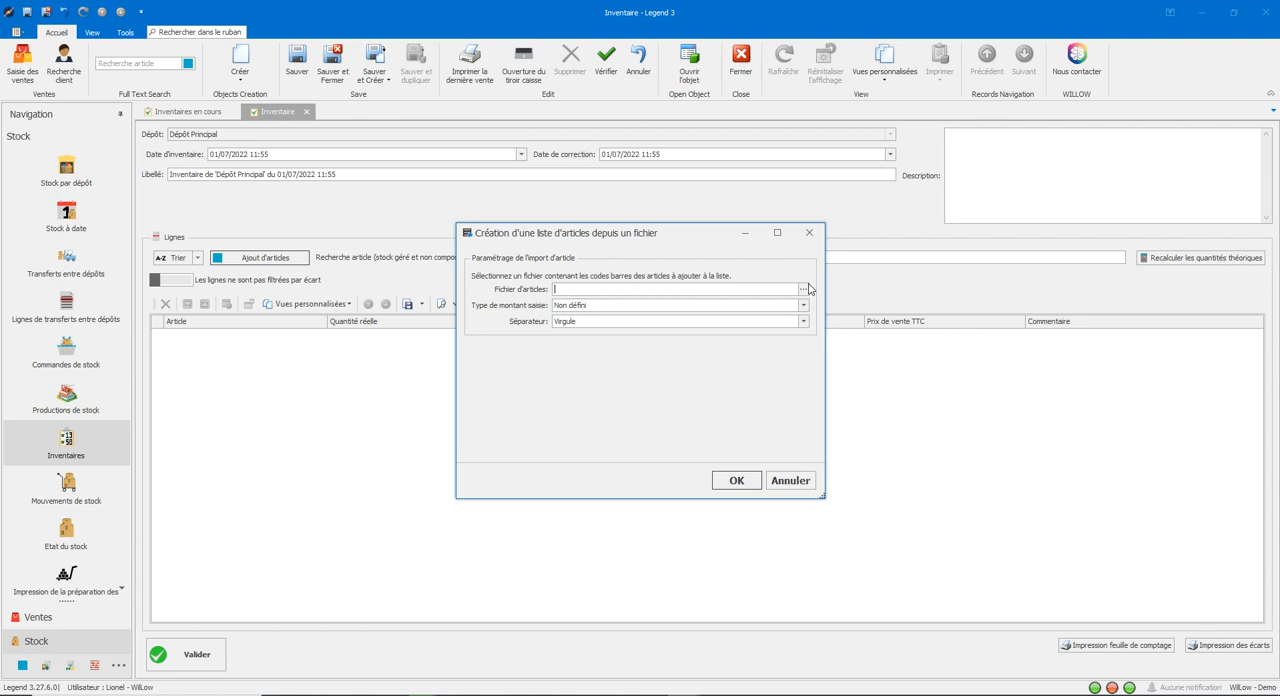 Inventaire - Legend 3
Accueil View Tools Rechercher dans le ruban
Saisie des ventes
Recherche client
Ventes
Recherche article
Full Text Search
Créer
Objects Creation
Sauver
Sauver et Fermer
Sauver et Créer
Sauver et dupliquer
Save
Imprimer la dernière vente
Ouverture du tiroir caisse
Supprimer
Vérifier
Annuler
Edit
Ouvrir l'objet
Open Object
Fermer
Close
Rafraîchir
Réinitialiser l'affichage
Vues personnalisées
Imprimer
View
Précédent
Suivant
Records Navigation
Nous contacter
WILLOW
Navigation
Stock
Stock par dépôt
Stock à date
Transferts entre dépôts
Lignes de transferts entre dépôts
Commandes de stock
Productions de stock
Inventaires
Mouvements de stock
Etat du stock
Impression de la préparation des
Ventes
Stock
Inventaires en cours
Inventaire
Dépôt: Dépôt Principal
Date d'inventaire: 01/07/2022 11:55 Date de correction: 01/07/2022 11:55
Libellé: Inventaire de 'Dépôt Principal' du 01/07/2022 11:55 Description:
Lignes
A-Z Trier Ajout d'articles Recherche article (stock géré et non compo Recalculer les quantités théoriques
Les lignes ne sont pas filtrées par écart
Vues personnalisées
Article Quantité réelle Prix de vente TTC Commentaire
Création d'une liste d'articles depuis un fichier
Paramétrage de l'import d'article
Sélectionnez un fichier contenant les codes barres des articles à ajouter à la liste.
Fichier d'articles:
Type de montant saisie: Non défini
Séparateur: Virgule
OK Annuler
Valider
Impression feuille de comptage Impression des écarts
Legend 3.27.6.0| Utilisateur : Lionel - WilLow Aucune notification WilLow - Demo